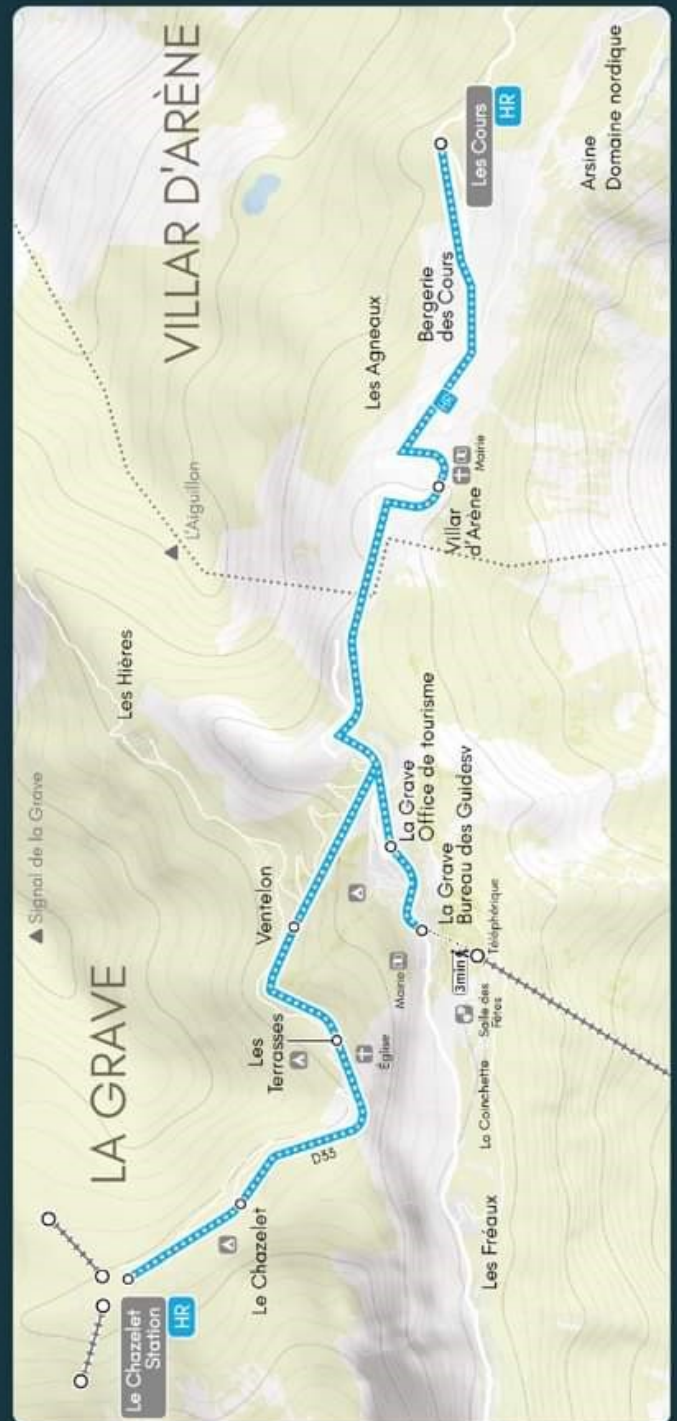 LA GRAVE
VILLAR D'ARÈNE
Signal de la Grave
L'Aiguillon
Les Hières
Les Agneaux
Le Chazelet
Station
HR
Le Chazelet
D33
Les
Terrasses
Église
Ventelon
Mairie
La Grave
Office de tourisme
La Grave
Bureau des Guidesv
3min
Téléphérique
Salle des
Fêtes
La Coinchette
Les Fréaux
Villar
d'Arène
Mairie
HR
Bergerie
des Cours
Les Cours
HR
Arsine
Domaine nordique